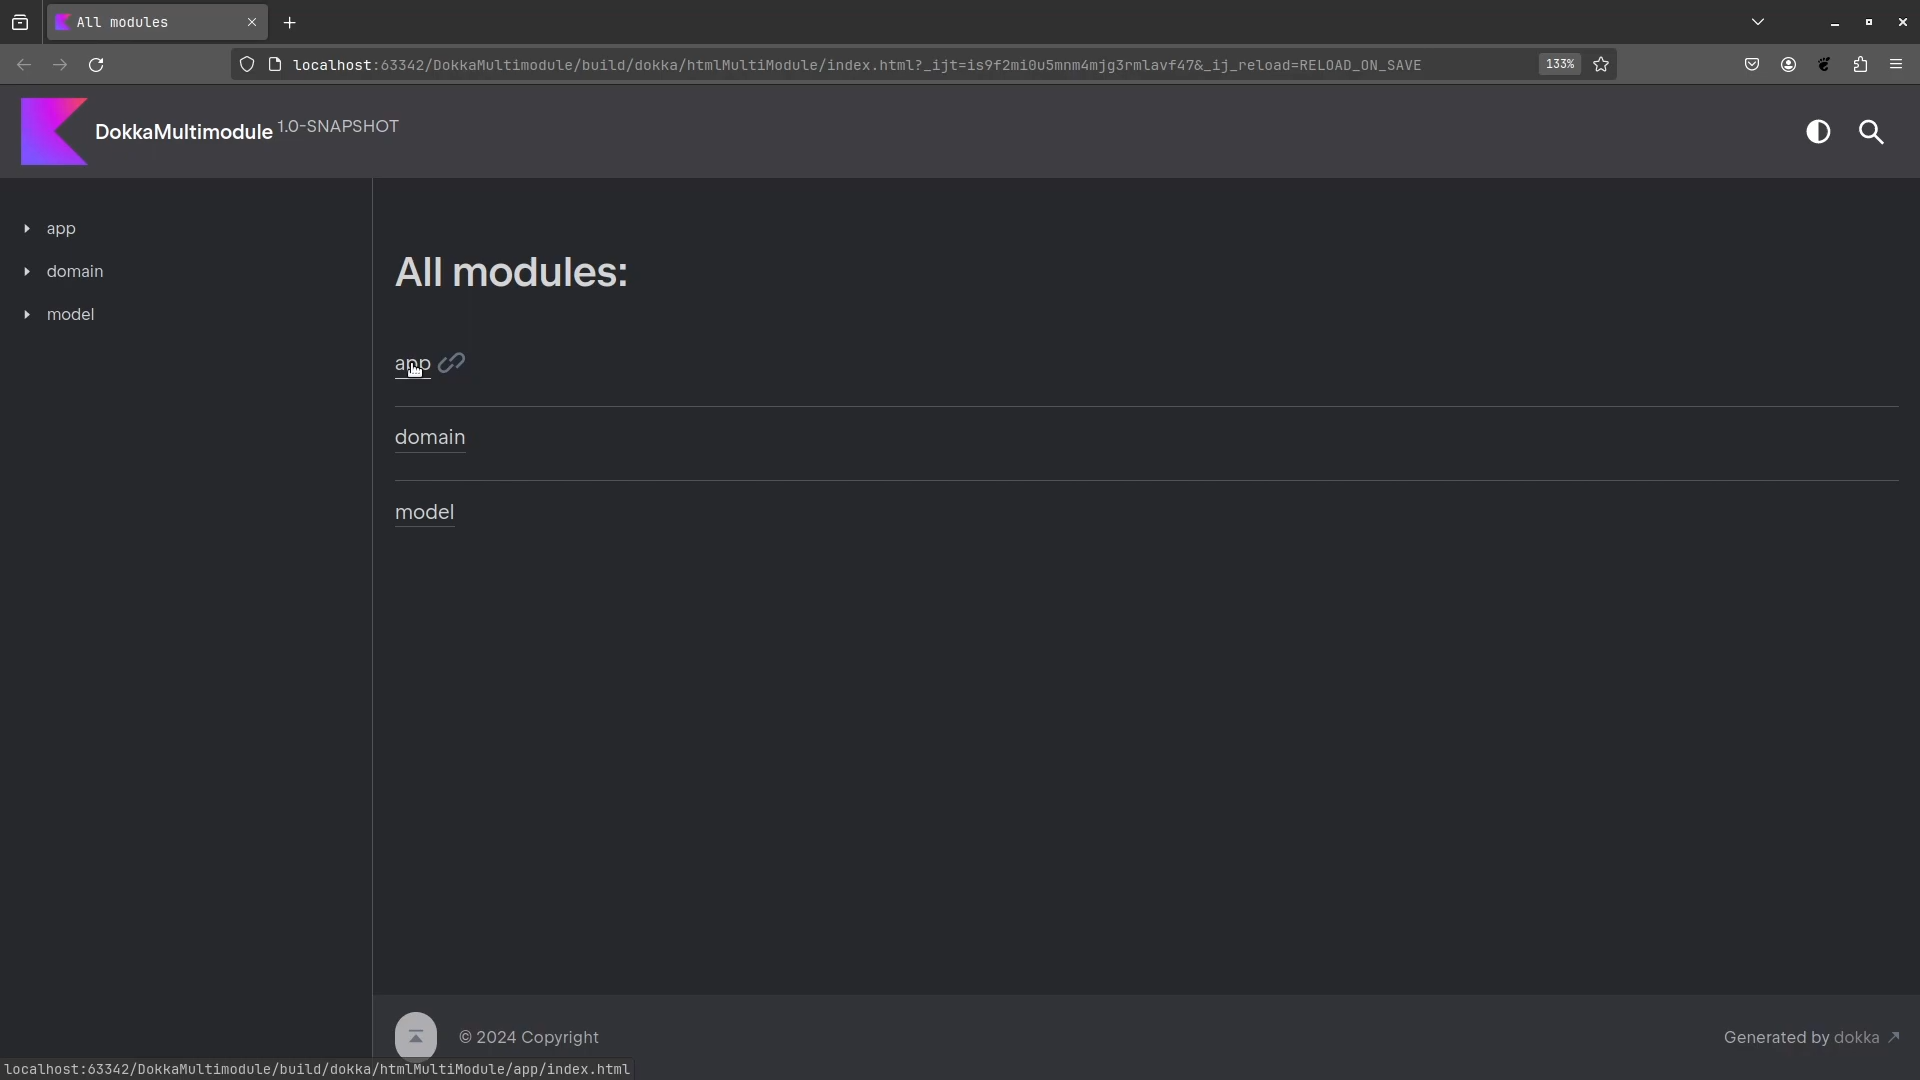 All modules
localhost:63342/DokkaMultimodule/build/dokka/htmlMultiModule/index.html?_ijt=is9f2mi0u5mnm4mjg3rmlavf47&_ij_reload=RELOAD_ON_SAVE
133%
DokkaMultimodule 1.0-SNAPSHOT
app
domain
model
All modules:
app
domain
model
© 2024 Copyright
Generated by dokka
localhost:63342/DokkaMultimodule/build/dokka/htmlMultiModule/app/index.html